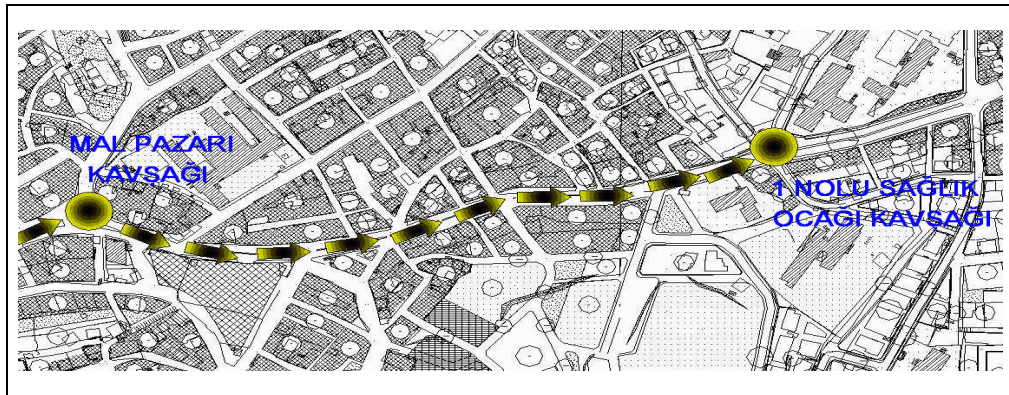 MAL PAZARI
KAVŞAĞI
1 NOLU SAĞLIK
OCAĞI KAVŞAĞI